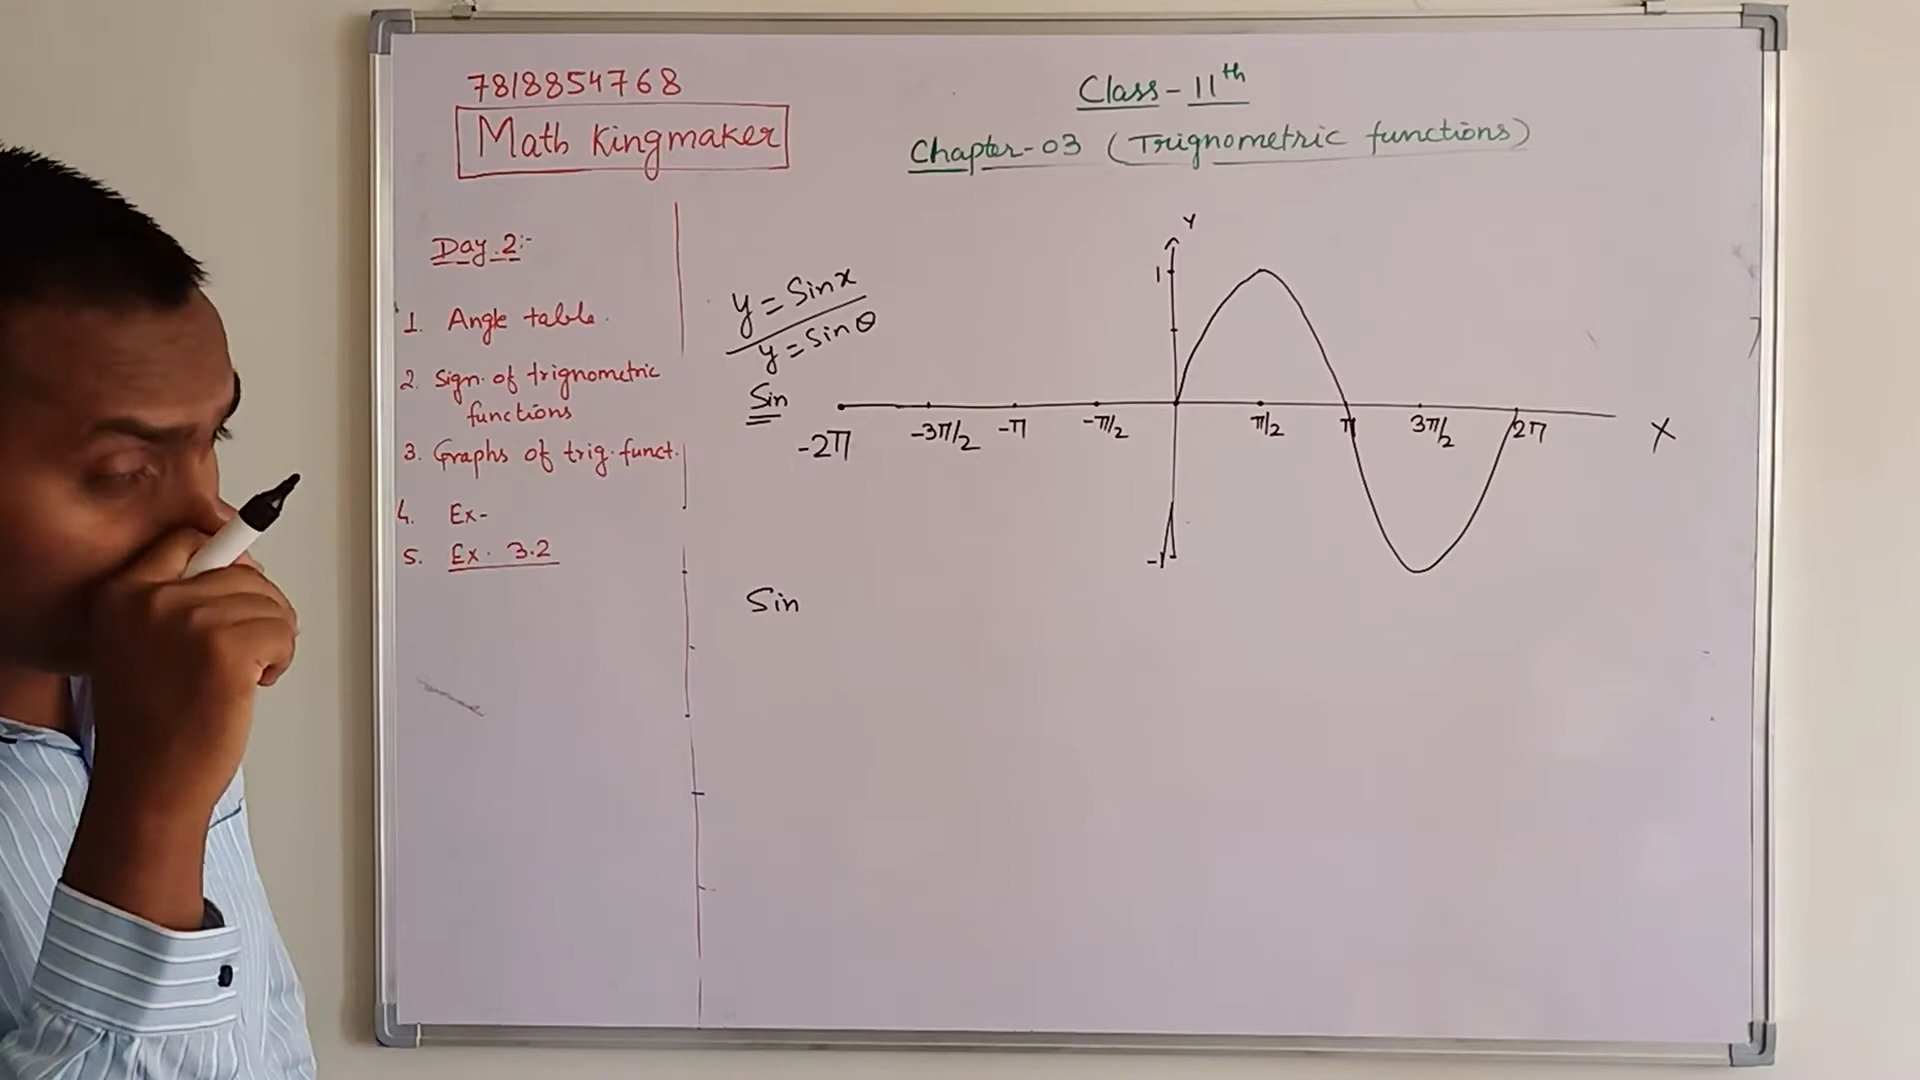 7818854768
Math Kingmaker
Class-11th
Chapter-03 (Trignometric functions)
Day 2:-
1. Angle table.
2. Sign. of trignometric
functions
3. Graphs of trig. funct.
4. Ex-
5. Ex. 3.2
y = Sinx
y = sin θ
Sin
Y
1
-2π -3π/2 -π -π/2 π/2 π 3π/2 2π X
-1
Sin